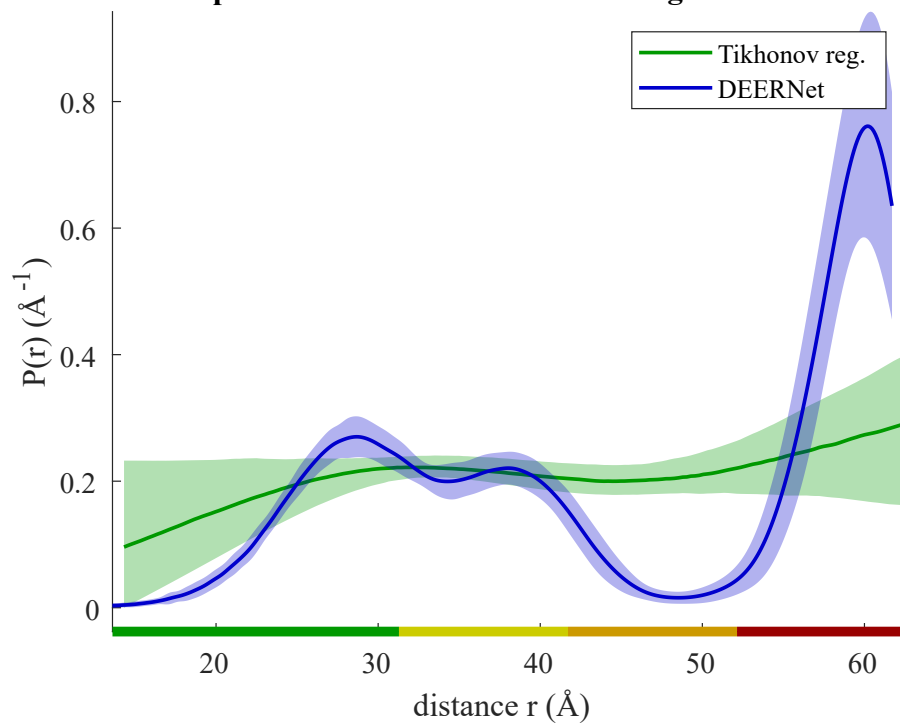 Tikhonov reg.
DEERNet
0.8
0.6
0.4
0.2
0
P(r) (Å⁻¹)
20 30 40 50 60
distance r (Å)